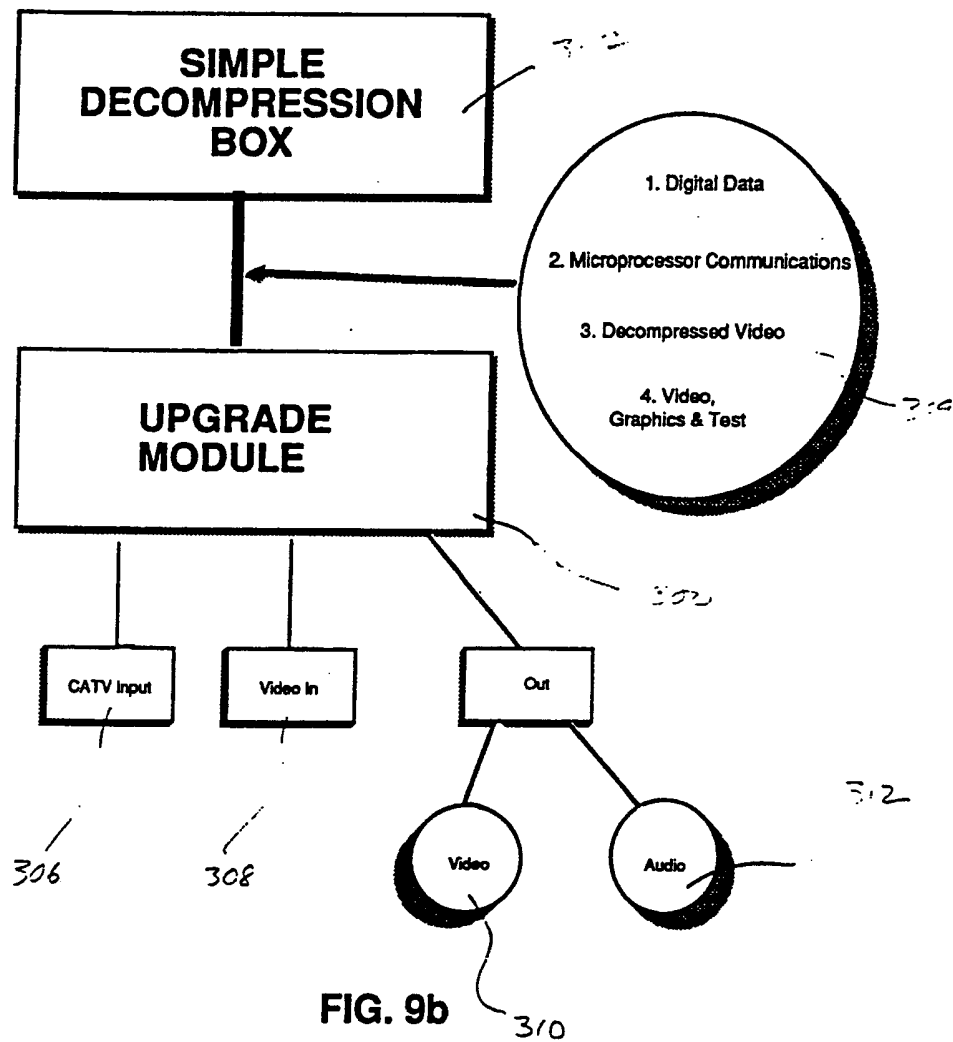 SIMPLE
DECOMPRESSION
BOX
1. Digital Data
2. Microprocessor Communications
3. Decompressed Video
4. Video,
Graphics & Test
UPGRADE
MODULE
302
CATV Input
Video In
Out
312
306
308
Video
Audio
310
FIG. 9b